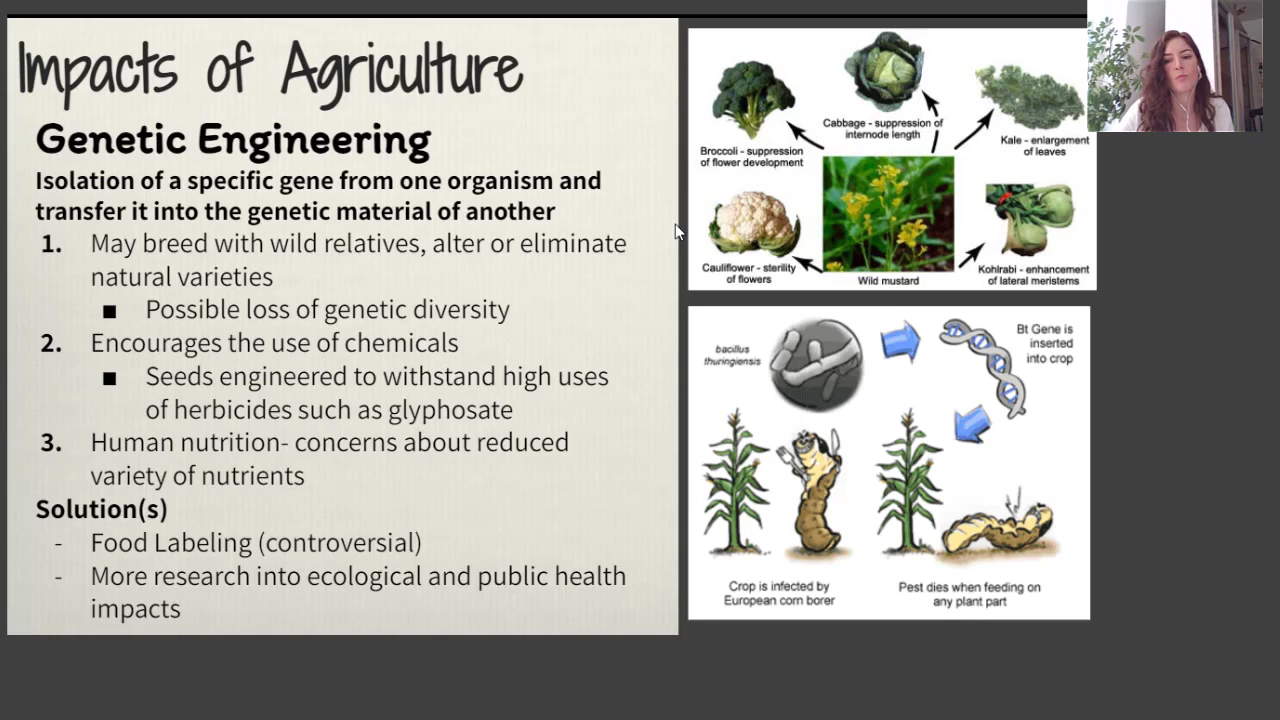 Impacts of Agriculture
Genetic Engineering
Isolation of a specific gene from one organism and
transfer it into the genetic material of another
1. May breed with wild relatives, alter or eliminate
natural varieties
■ Possible loss of genetic diversity
2. Encourages the use of chemicals
■ Seeds engineered to withstand high uses
of herbicides such as glyphosate
3. Human nutrition- concerns about reduced
variety of nutrients
Solution(s)
- Food Labeling (controversial)
- More research into ecological and public health
impacts
Cabbage - suppression of
internode length
Kale - enlargement
of leaves
Broccoli - suppression
of flower development
Cauliflower - sterility
of flowers
Wild mustard
Kohlrabi - enhancement
of lateral meristems
bacillus
thuringiensis
Bt Gene is
inserted
into crop
Crop is infected by
European corn borer
Pest dies when feeding on
any plant part